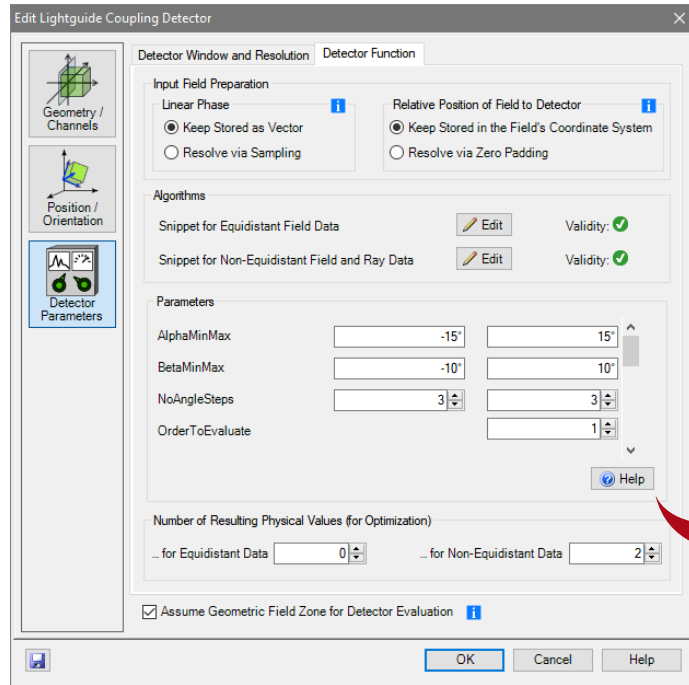 Edit Lightguide Coupling Detector
Geometry /
Channels
Position /
Orientation
Detector
Parameters
Detector Window and Resolution
Detector Function
Input Field Preparation
Linear Phase
Keep Stored as Vector
Resolve via Sampling
Relative Position of Field to Detector
Keep Stored in the Field's Coordinate System
Resolve via Zero Padding
Algorithms
Snippet for Equidistant Field Data Edit Validity:
Snippet for Non-Equidistant Field and Ray Data Edit Validity:
Parameters
AlphaMinMax -15° 15°
BetaMinMax -10° 10°
NoAngleSteps 3 3
OrderToEvaluate 1
Help
Number of Resulting Physical Values (for Optimization)
... for Equidistant Data 0 ... for Non-Equidistant Data 2
Assume Geometric Field Zone for Detector Evaluation
OK Cancel Help